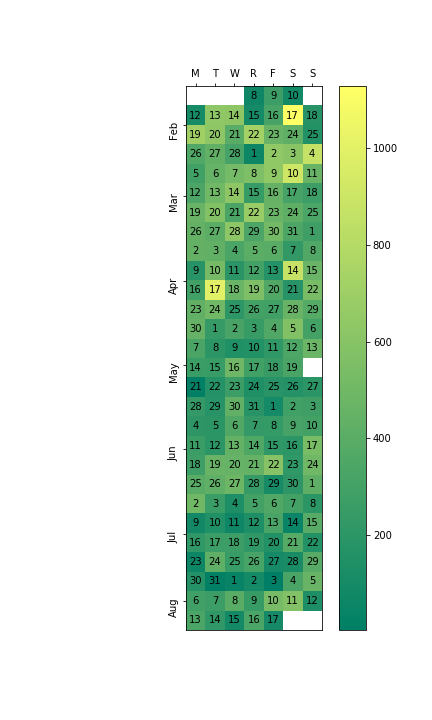 M T W R F S S
8 9 10
12 13 14 15 16 17 18
19 20 21 22 23 24 25
26 27 28 1 2 3 4
5 6 7 8 9 10 11
12 13 14 15 16 17 18
19 20 21 22 23 24 25
26 27 28 29 30 31 1
2 3 4 5 6 7 8
9 10 11 12 13 14 15
16 17 18 19 20 21 22
23 24 25 26 27 28 29
30 1 2 3 4 5 6
7 8 9 10 11 12 13
14 15 16 17 18 19
21 22 23 24 25 26 27
28 29 30 31 1 2 3
4 5 6 7 8 9 10
11 12 13 14 15 16 17
18 19 20 21 22 23 24
25 26 27 28 29 30 1
2 3 4 5 6 7 8
9 10 11 12 13 14 15
16 17 18 19 20 21 22
23 24 25 26 27 28 29
30 31 1 2 3 4 5
6 7 8 9 10 11 12
13 14 15 16 17
Feb
Mar
Apr
May
Jun
Jul
Aug
1000
800
600
400
200